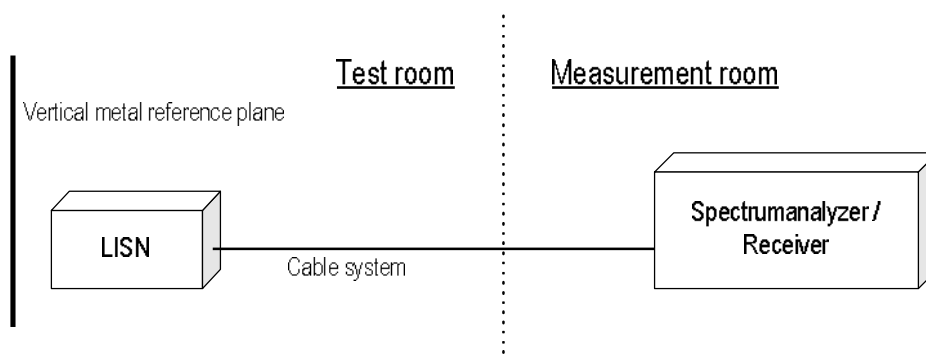 Test room
Measurement room
Vertical metal reference plane
LISN
Cable system
Spectrumanalyzer /
Receiver